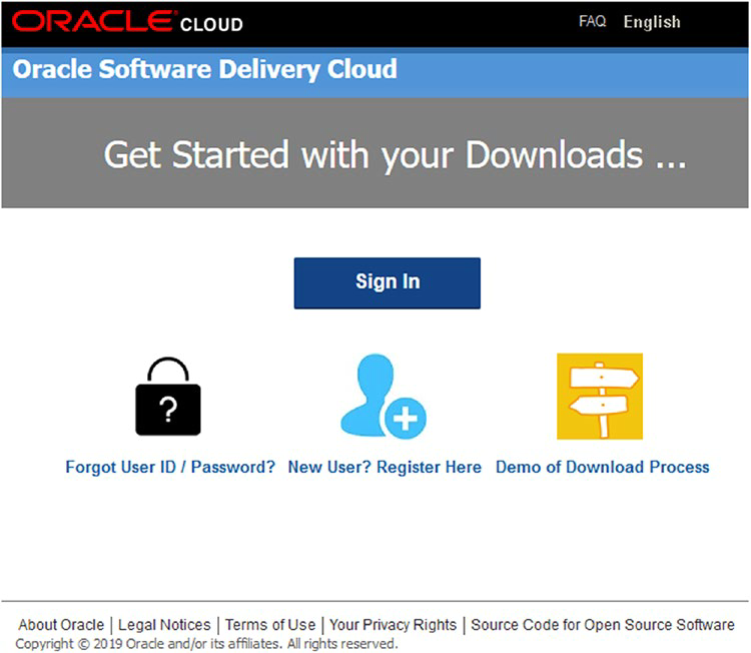 ORACLE CLOUD FAQ English
Oracle Software Delivery Cloud
Get Started with your Downloads ...
Sign In
?
Forgot User ID / Password? New User? Register Here Demo of Download Process
About Oracle | Legal Notices | Terms of Use | Your Privacy Rights | Source Code for Open Source Software
Copyright © 2019 Oracle and/or its affiliates. All rights reserved.